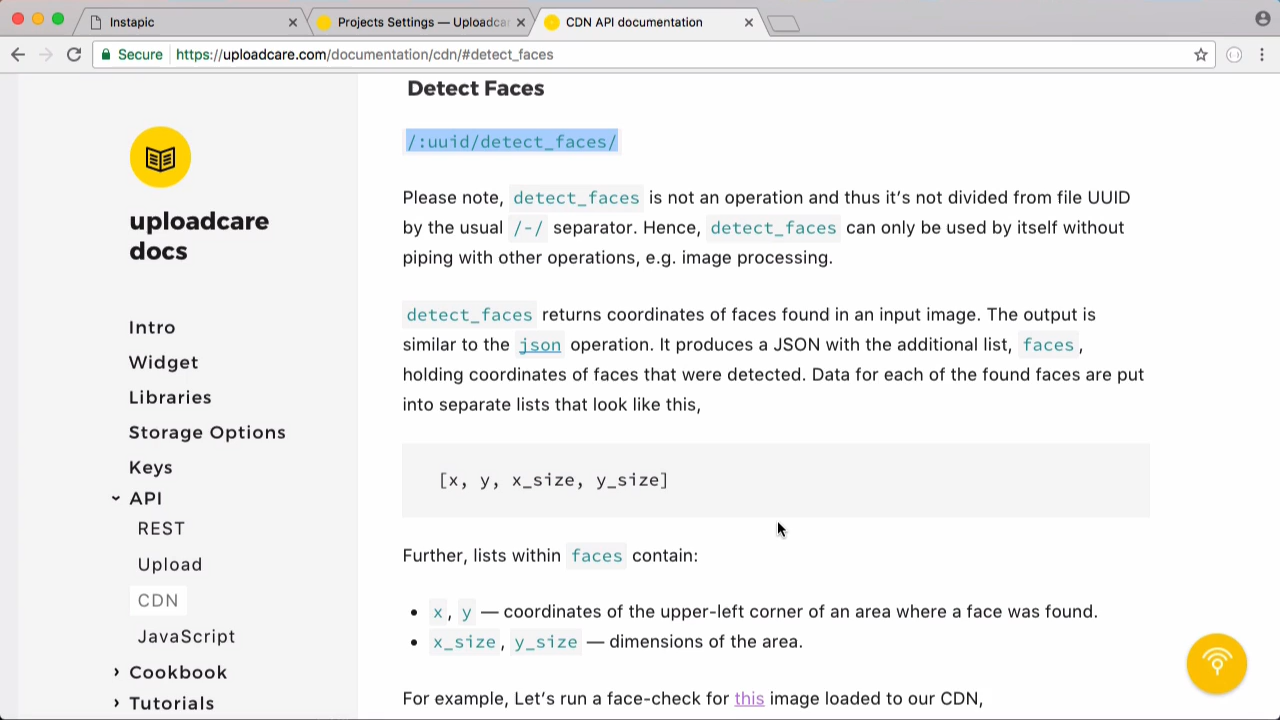 Instapic
Projects Settings — Uploadca
CDN API documentation
Secure https://uploadcare.com/documentation/cdn/#detect_faces
uploadcare
docs
Intro
Widget
Libraries
Storage Options
Keys
API
REST
Upload
CDN
JavaScript
Cookbook
Tutorials
Detect Faces
/:uuid/detect_faces/
Please note, detect_faces is not an operation and thus it’s not divided from file UUID
by the usual /-/ separator. Hence, detect_faces can only be used by itself without
piping with other operations, e.g. image processing.
detect_faces returns coordinates of faces found in an input image. The output is
similar to the json operation. It produces a JSON with the additional list, faces,
holding coordinates of faces that were detected. Data for each of the found faces are put
into separate lists that look like this,
[x, y, x_size, y_size]
Further, lists within faces contain:
• x, y — coordinates of the upper-left corner of an area where a face was found.
• x_size, y_size — dimensions of the area.
For example, Let’s run a face-check for this image loaded to our CDN,